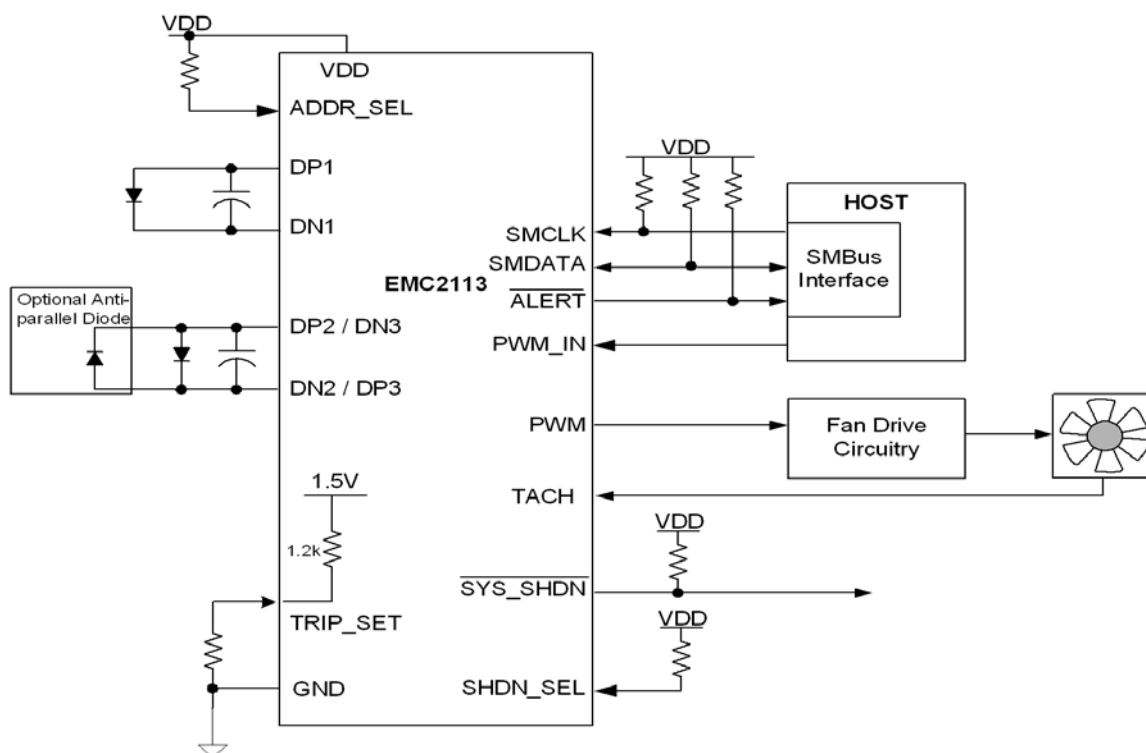 VDD
VDD
ADDR_SEL
DP1
DN1
VDD
HOST
SMCLK
SMBus
Interface
SMDATA
EMC2113
ALERT
Optional Anti-
parallel Diode
DP2 / DN3
PWM_IN
DN2 / DP3
PWM
Fan Drive
Circuitry
1.5V
TACH
VDD
1.2k
SYS_SHDN
TRIP_SET
VDD
GND
SHDN_SEL